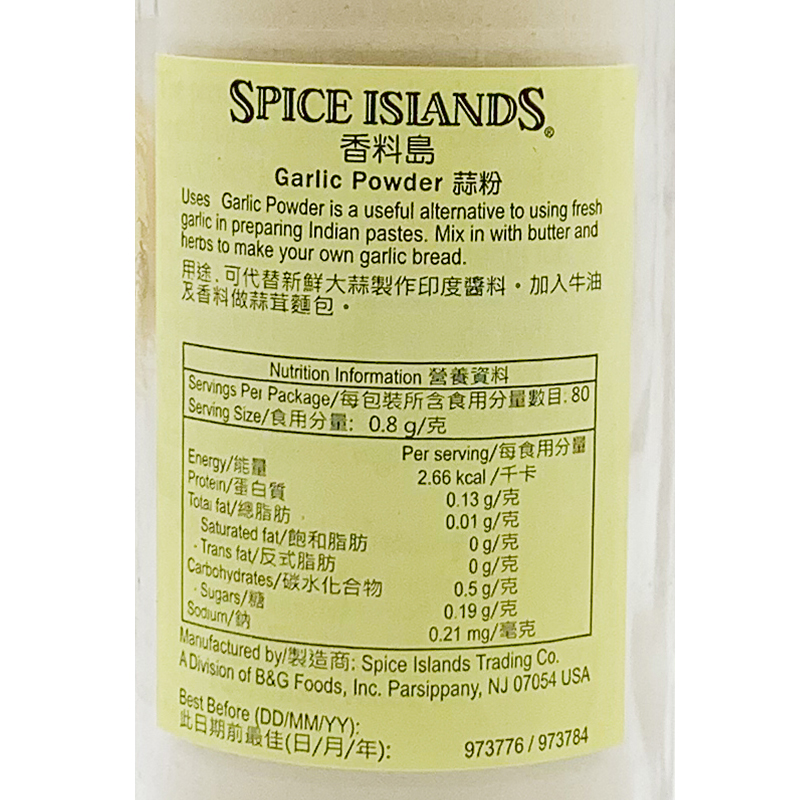 SPICE ISLANDS®
香料島
Garlic Powder 蒜粉
Uses Garlic Powder is a useful alternative to using fresh
garlic in preparing Indian pastes. Mix in with butter and
herbs to make your own garlic bread.
用途, 可代替新鮮大蒜製作印度醬料。加入牛油
及香料做蒜茸麵包。
Nutrition Information 營養資料
Servings Per Package/每包裝所含食用分量數目. 80
Serving Size/食用分量: 0.8 g/克
Per serving/每食用分量
Energy/能量 2.66 kcal /千卡
Protein/蛋白質 0.13 g/克
Total fat/總脂肪 0.01 g/克
Saturated fat/飽和脂肪 0 g/克
- Trans fat/反式脂肪 0 g/克
Carbohydrates/碳水化合物 0.5 g/克
- Sugars/糖 0.19 g/克
Sodium/鈉 0.21 mg/毫克
Manufactured by/製造商: Spice Islands Trading Co.
A Division of B&G Foods, Inc. Parsippany, NJ 07054 USA
Best Before (DD/MM/YY):
此日期前最佳(日/月/年):
973776 / 973784